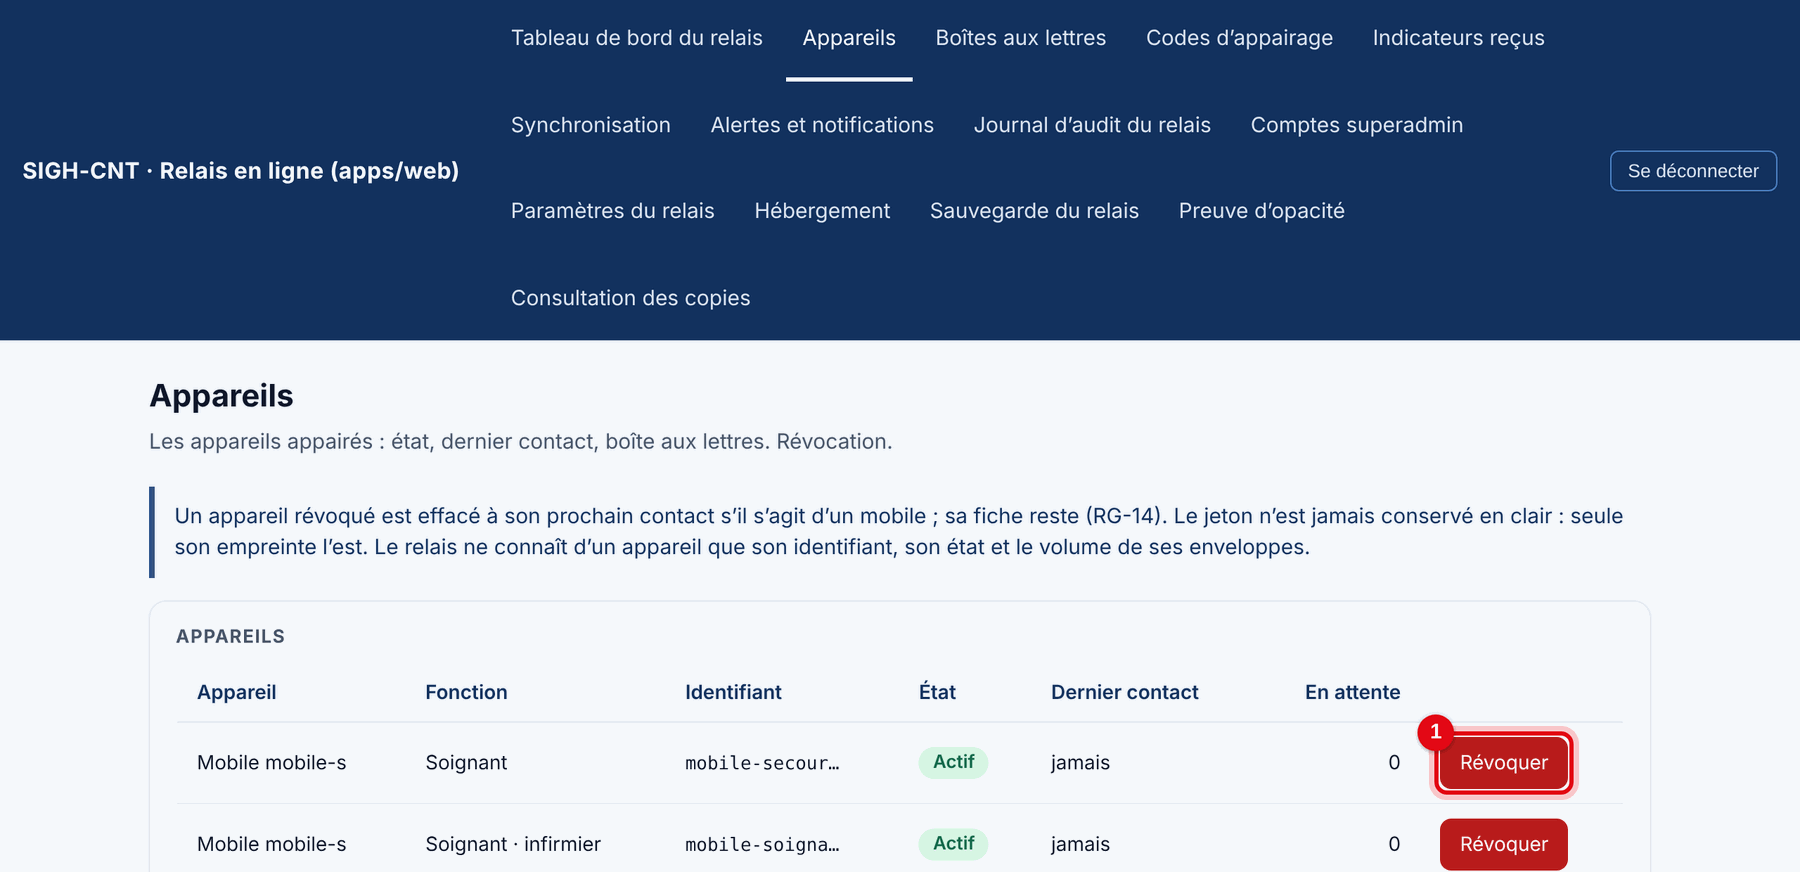 Tableau de bord du relais Appareils Boîtes aux lettres Codes d’appairage Indicateurs reçus
Synchronisation Alertes et notifications Journal d’audit du relais Comptes superadmin
SIGH-CNT · Relais en ligne (apps/web)
Se déconnecter
Paramètres du relais Hébergement Sauvegarde du relais Preuve d’opacité
Consultation des copies
Appareils
Les appareils appairés : état, dernier contact, boîte aux lettres. Révocation.
Un appareil révoqué est effacé à son prochain contact s’il s’agit d’un mobile ; sa fiche reste (RG-14). Le jeton n’est jamais conservé en clair : seule
son empreinte l’est. Le relais ne connaît d’un appareil que son identifiant, son état et le volume de ses enveloppes.
APPAREILS
Appareil Fonction Identifiant État Dernier contact En attente
1
Mobile mobile-s Soignant mobile-secour… Actif jamais 0 Révoquer
Mobile mobile-s Soignant · infirmier mobile-soigna… Actif jamais 0 Révoquer